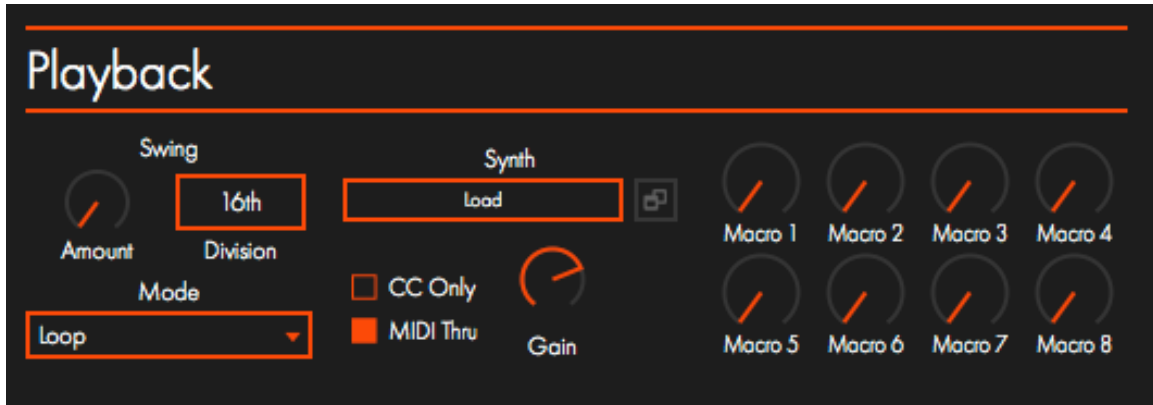 Playback
Swing
16th
Amount
Division
Mode
Loop
Synth
Load
CC Only
MIDI Thru
Gain
Macro 1
Macro 2
Macro 3
Macro 4
Macro 5
Macro 6
Macro 7
Macro 8